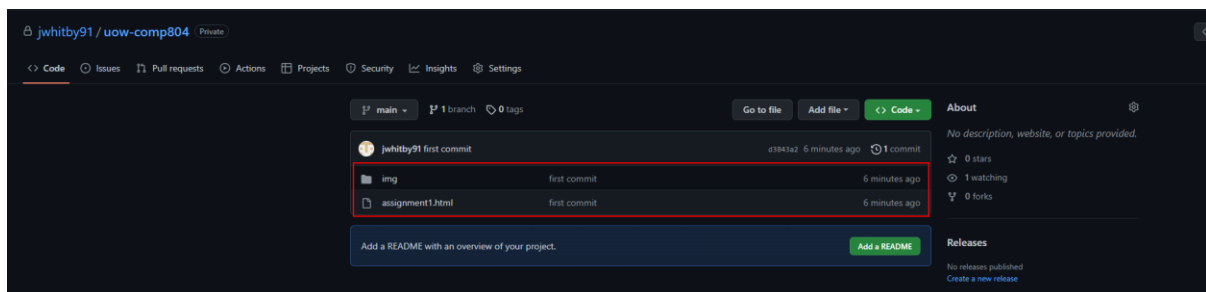 jwhitby91 / uow-comp804 Private
<> Code Issues Pull requests Actions Projects Security Insights Settings
main 1 branch 0 tags Go to file Add file <> Code
jwhitby91 first commit d3843a2 6 minutes ago 1 commit
img first commit 6 minutes ago
assignment1.html first commit 6 minutes ago
Add a README with an overview of your project. Add a README
About
No description, website, or topics provided.
0 stars
1 watching
0 forks
Releases
No releases published
Create a new release